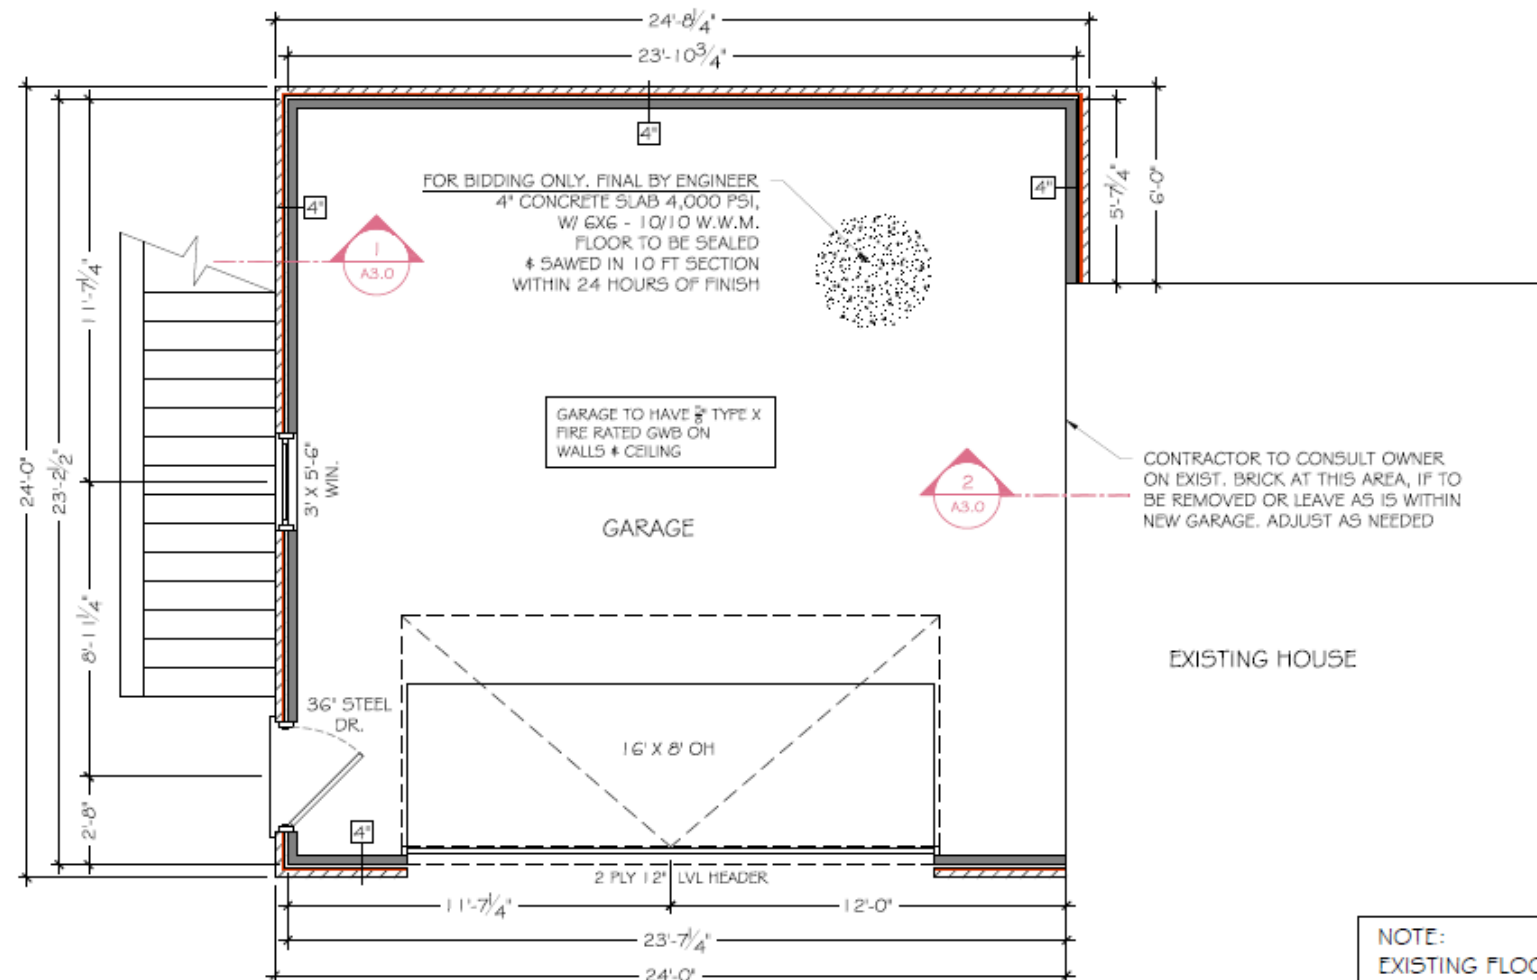 24'-8¼"
23'-10¾"
4"
FOR BIDDING ONLY. FINAL BY ENGINEER
4" CONCRETE SLAB 4,000 PSI,
W/ 6X6 - 10/10 W.W.M.
FLOOR TO BE SEALED
& SAWED IN 10 FT SECTION
WITHIN 24 HOURS OF FINISH
4"
4"
5'-7¼"
6'-0"
1
A3.0
11'-7¼"
24'-0"
23'-2½"
8'-11¼"
2'-8"
3' X 5'-6"
WIN.
GARAGE TO HAVE ⅝" TYPE X
FIRE RATED GWB ON
WALLS & CEILING
GARAGE
2
A3.0
CONTRACTOR TO CONSULT OWNER
ON EXIST. BRICK AT THIS AREA, IF TO
BE REMOVED OR LEAVE AS IS WITHIN
NEW GARAGE. ADJUST AS NEEDED
EXISTING HOUSE
36" STEEL
DR.
16' X 8' OH
4"
2 PLY 12" LVL HEADER
11'-7¼"
12'-0"
23'-7¼"
24'-0"
NOTE:
EXISTING FLOO